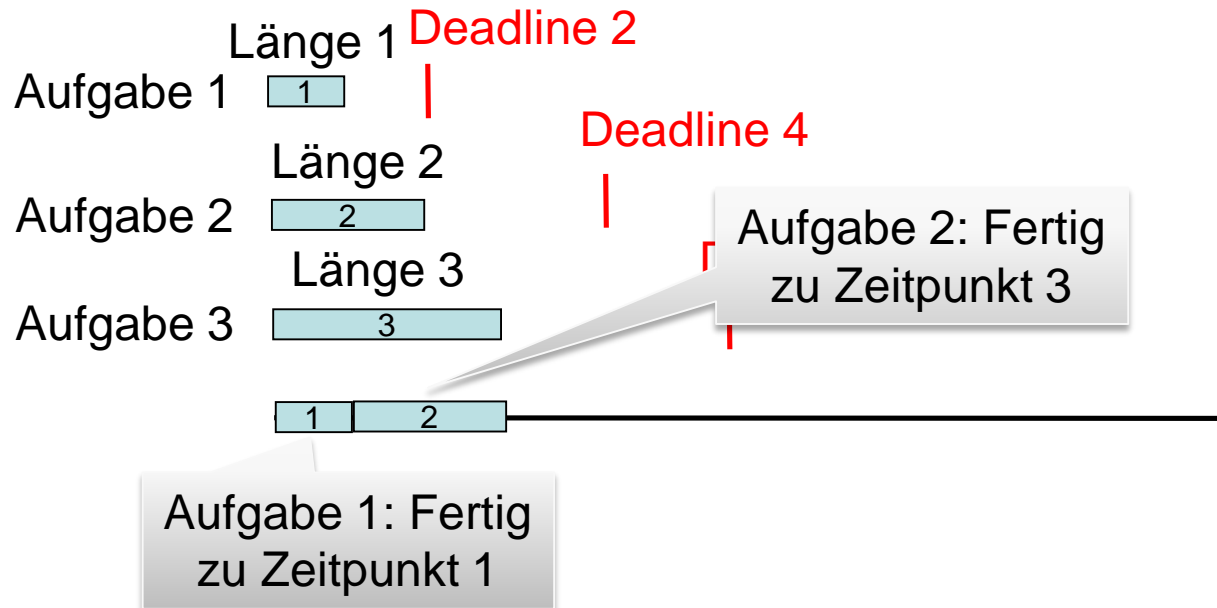 Länge 1
Deadline 2
Aufgabe 1
1
Deadline 4
Länge 2
Aufgabe 2
2
Aufgabe 2: Fertig
zu Zeitpunkt 3
Länge 3
Aufgabe 3
3
1
2
Aufgabe 1: Fertig
zu Zeitpunkt 1